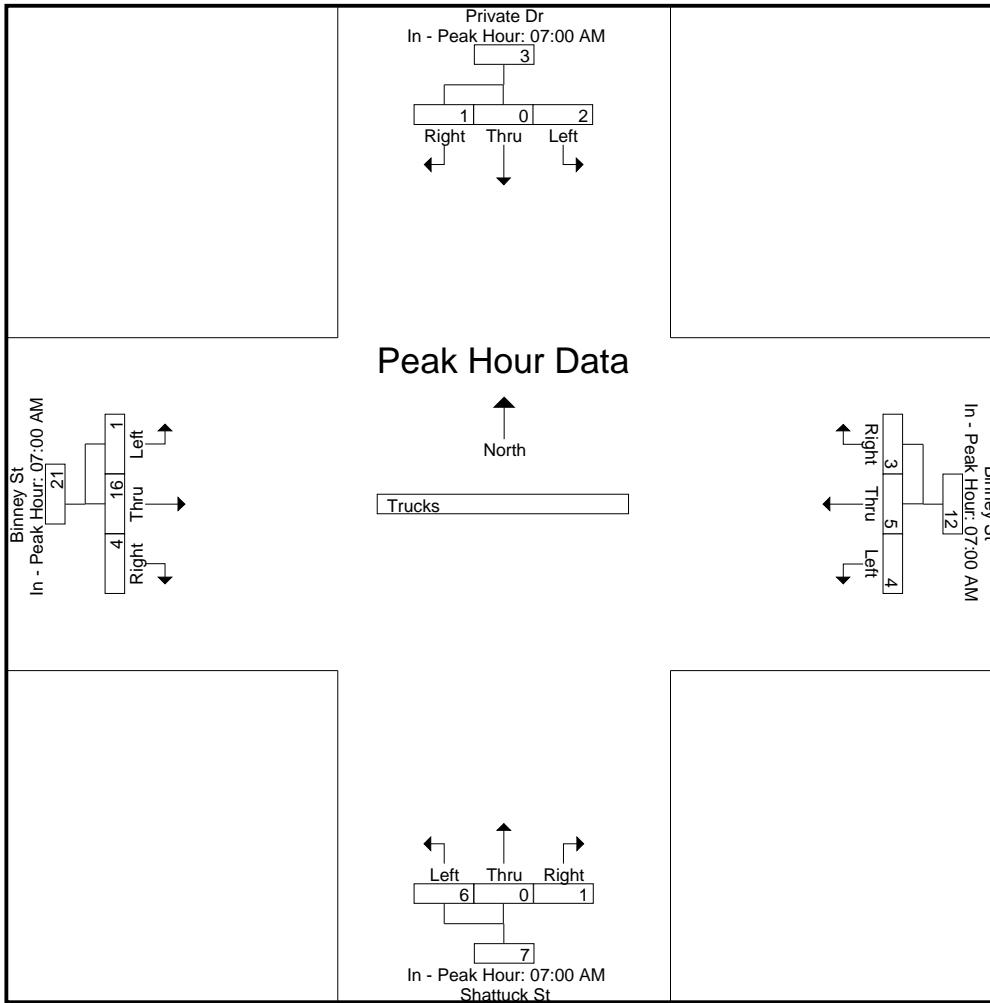 Private Dr
In - Peak Hour: 07:00 AM
3
1 0 2
Right Thru Left
Peak Hour Data
North
Trucks
Binney St
In - Peak Hour: 07:00 AM
21
1 16 4
Left Thru Right
Binney St
In - Peak Hour: 07:00 AM
12
3 5 4
Right Thru Left
Left Thru Right
6 0 1
7
In - Peak Hour: 07:00 AM
Shattuck St